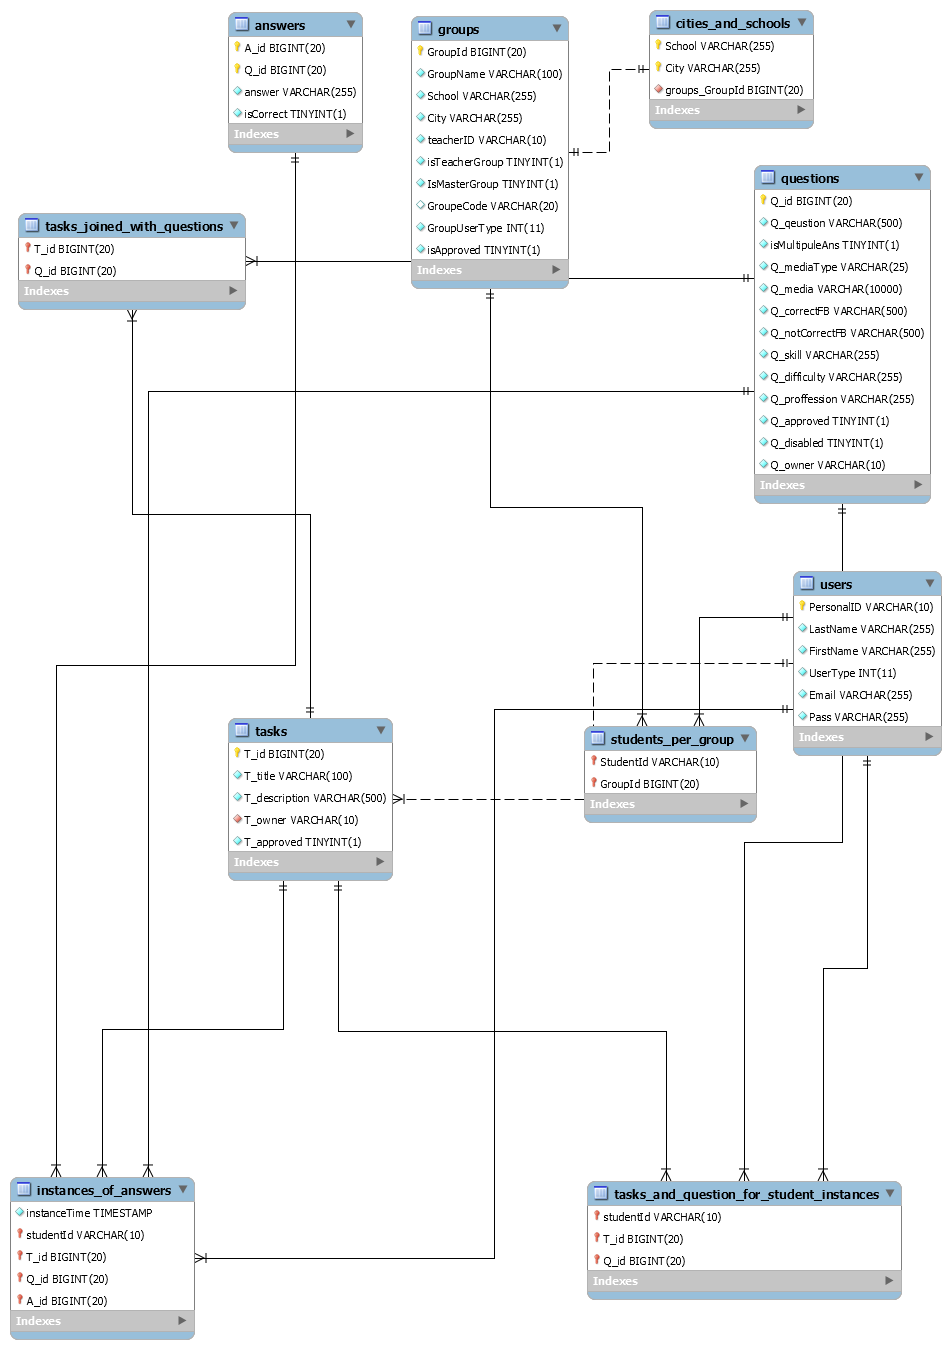 answers
A_id BIGINT(20)
Q_id BIGINT(20)
answer VARCHAR(255)
isCorrect TINYINT(1)
Indexes
groups
GroupId BIGINT(20)
GroupName VARCHAR(100)
School VARCHAR(255)
City VARCHAR(255)
teacherID VARCHAR(10)
isTeacherGroup TINYINT(1)
IsMasterGroup TINYINT(1)
GroupeCode VARCHAR(20)
GroupUserType INT(11)
isApproved TINYINT(1)
Indexes
cities_and_schools
School VARCHAR(255)
City VARCHAR(255)
groups_GroupId BIGINT(20)
Indexes
questions
Q_id BIGINT(20)
Q_qeustion VARCHAR(500)
isMultipuleAns TINYINT(1)
Q_mediaType VARCHAR(25)
Q_media VARCHAR(10000)
Q_correctFB VARCHAR(500)
Q_notCorrectFB VARCHAR(500)
Q_skill VARCHAR(255)
Q_difficulty VARCHAR(255)
Q_proffession VARCHAR(255)
Q_approved TINYINT(1)
Q_disabled TINYINT(1)
Q_owner VARCHAR(10)
Indexes
tasks_joined_with_questions
T_id BIGINT(20)
Q_id BIGINT(20)
Indexes
users
PersonalID VARCHAR(10)
LastName VARCHAR(255)
FirstName VARCHAR(255)
UserType INT(11)
Email VARCHAR(255)
Pass VARCHAR(255)
Indexes
tasks
T_id BIGINT(20)
T_title VARCHAR(100)
T_description VARCHAR(500)
T_owner VARCHAR(10)
T_approved TINYINT(1)
Indexes
students_per_group
StudentId VARCHAR(10)
GroupId BIGINT(20)
Indexes
instances_of_answers
instanceTime TIMESTAMP
studentId VARCHAR(10)
T_id BIGINT(20)
Q_id BIGINT(20)
A_id BIGINT(20)
Indexes
tasks_and_question_for_student_instances
studentId VARCHAR(10)
T_id BIGINT(20)
Q_id BIGINT(20)
Indexes